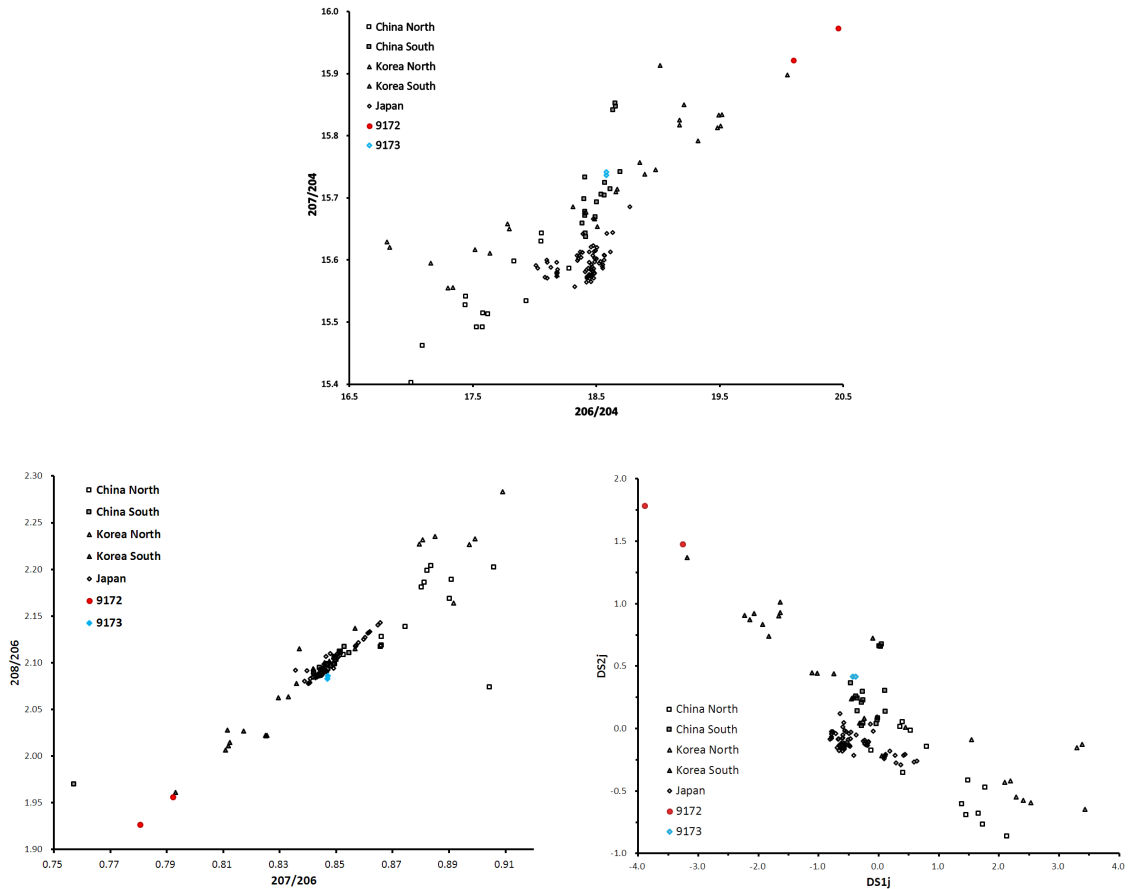 16.0
15.9
15.8
15.7
15.6
15.5
15.4
207/204
China North
China South
Korea North
Korea South
Japan
9172
9173
16.5 17.5 18.5 19.5 20.5
206/204
2.30
2.25
2.20
2.15
2.10
2.05
2.00
1.95
1.90
208/206
China North
China South
Korea North
Korea South
Japan
9172
9173
0.75 0.77 0.79 0.81 0.83 0.85 0.87 0.89 0.91
207/206
2.0
1.5
1.0
0.5
0.0
-0.5
-1.0
DS2j
China North
China South
Korea North
Korea South
Japan
9172
9173
-4.0 -3.0 -2.0 -1.0 0.0 1.0 2.0 3.0 4.0
DS1j